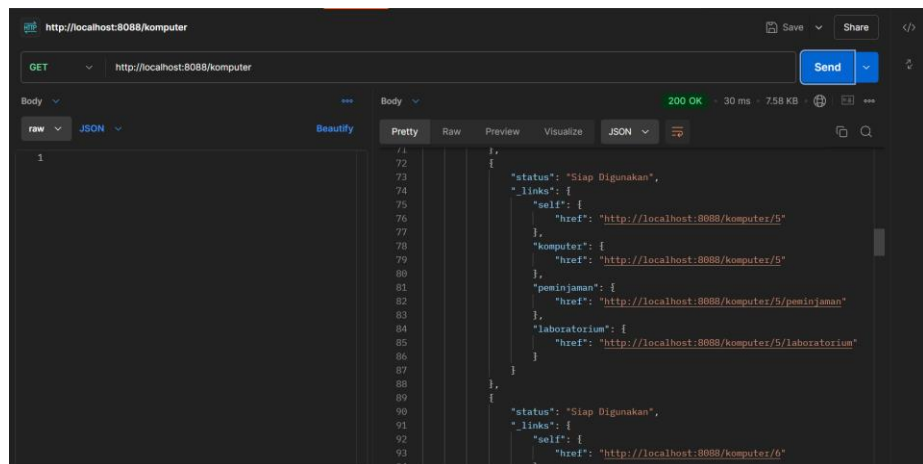 HTTP http://localhost:8088/komputer Save Share
GET http://localhost:8088/komputer Send
Body Body 200 OK 30 ms 7.58 KB
raw JSON Beautify Pretty Raw Preview Visualize JSON
1
71 },
72 {
73 "status": "Siap Digunakan",
74 "_links": {
75 "self": {
76 "href": "http://localhost:8088/komputer/5"
77 },
78 "komputer": {
79 "href": "http://localhost:8088/komputer/5"
80 },
81 "peminjaman": {
82 "href": "http://localhost:8088/komputer/5/peminjaman"
83 },
84 "laboratorium": {
85 "href": "http://localhost:8088/komputer/5/laboratorium"
86 }
87 }
88 },
89 {
90 "status": "Siap Digunakan",
91 "_links": {
92 "self": {
93 "href": "http://localhost:8088/komputer/6"